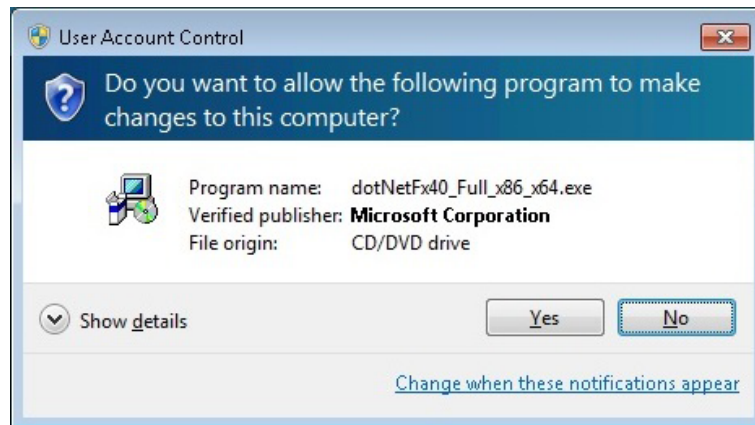 User Account Control
Do you want to allow the following program to make
changes to this computer?
Program name: dotNetFx40_Full_x86_x64.exe
Verified publisher: Microsoft Corporation
File origin: CD/DVD drive
Show details
Yes
No
Change when these notifications appear